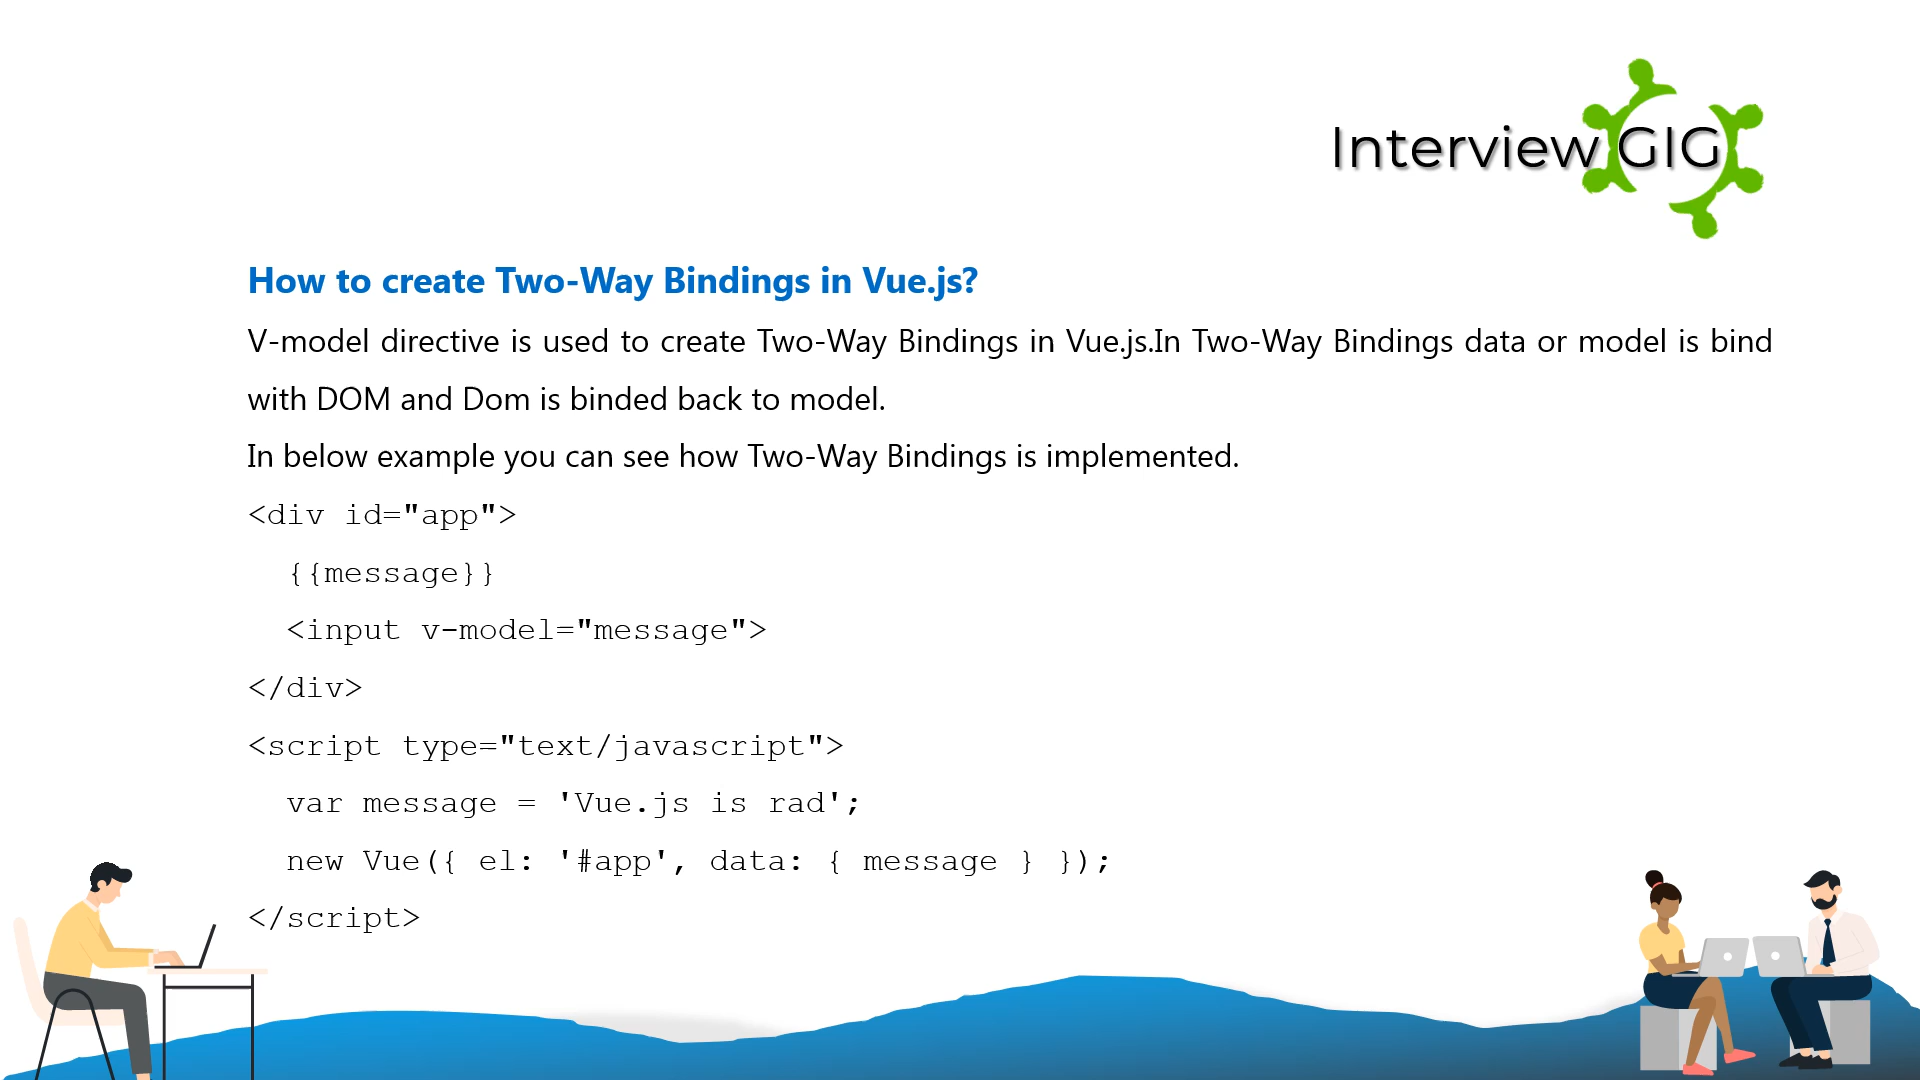 Interview GIG
How to create Two-Way Bindings in Vue.js?
V-model directive is used to create Two-Way Bindings in Vue.js.In Two-Way Bindings data or model is bind
with DOM and Dom is binded back to model.
In below example you can see how Two-Way Bindings is implemented.
<div id="app">
  {{message}}
  <input v-model="message">
</div>
<script type="text/javascript">
  var message = 'Vue.js is rad';
  new Vue({ el: '#app', data: { message } });
</script>